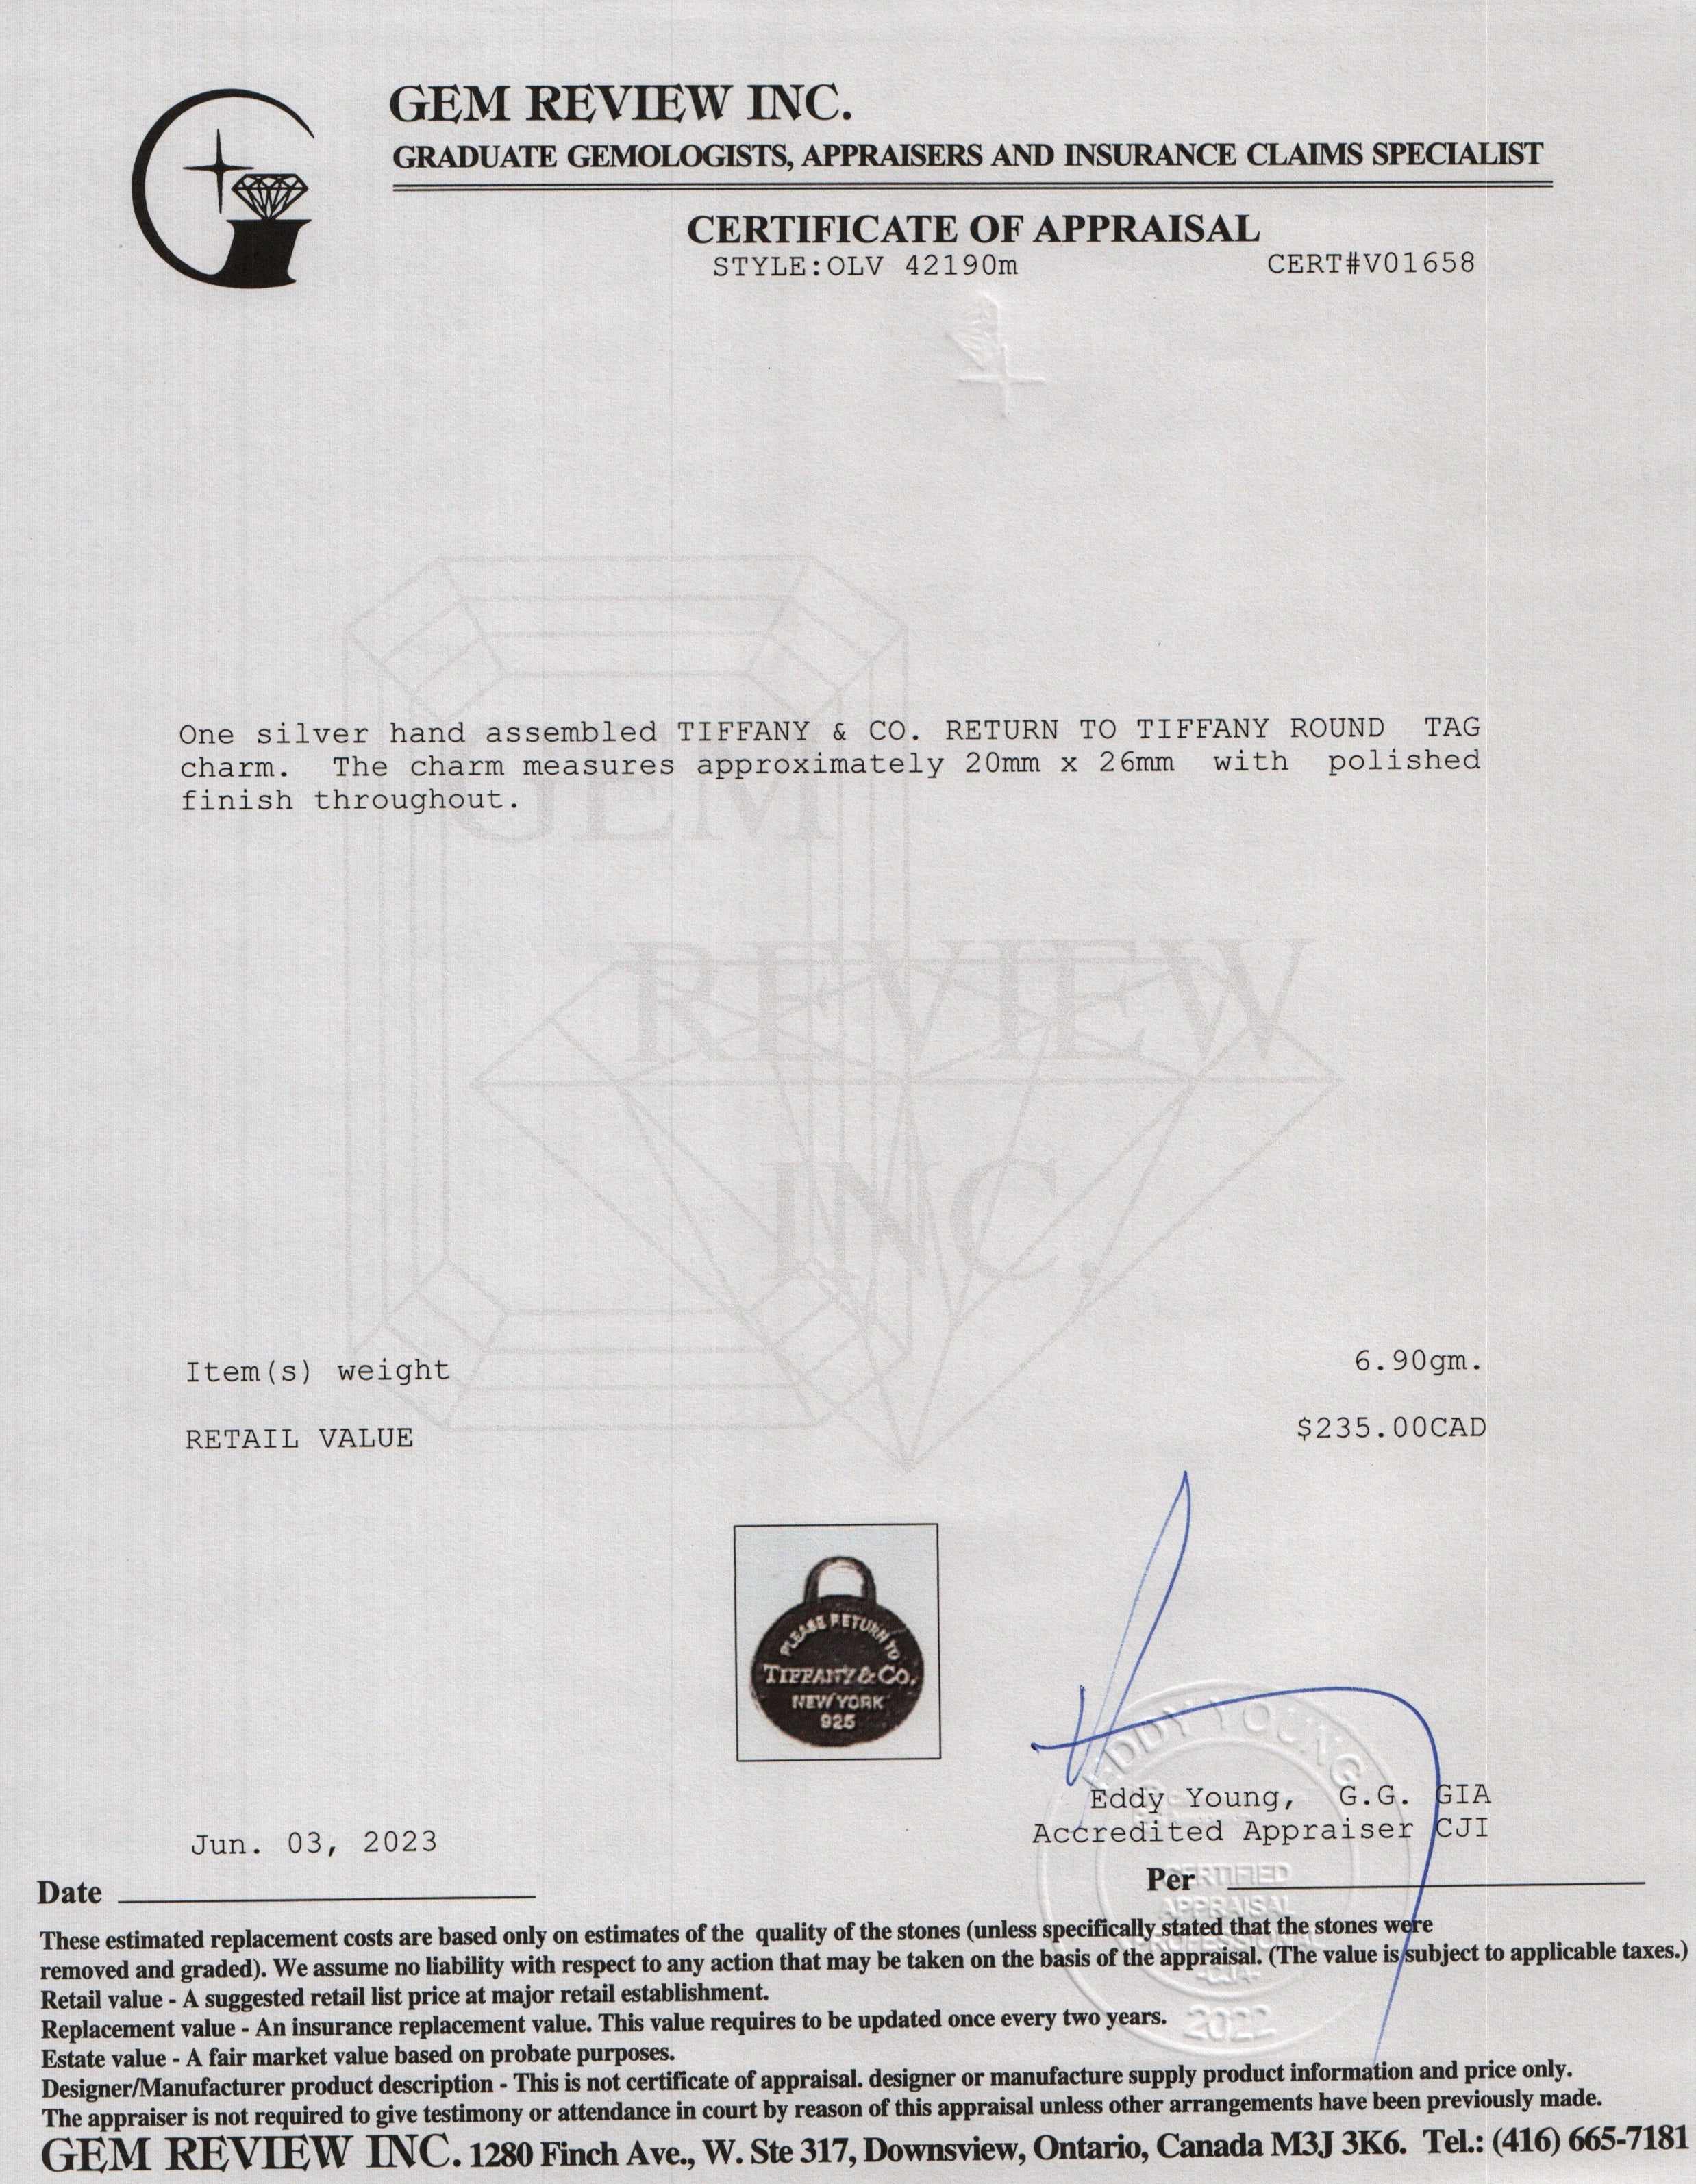 GEM REVIEW INC.
GRADUATE GEMOLOGISTS, APPRAISERS AND INSURANCE CLAIMS SPECIALIST
CERTIFICATE OF APPRAISAL
STYLE:OLV 42190m CERT#V01658
One silver hand assembled TIFFANY & CO. RETURN TO TIFFANY ROUND TAG
charm. The charm measures approximately 20mm x 26mm with polished
finish throughout.
GEM
REVIEW
INC.
Item(s) weight 6.90gm.
RETAIL VALUE $235.00CAD
PLEASE RETURN TO
TIFFANY & CO.
NEW YORK
925
EDDY YOUNG
Eddy Young, G.G. GIA
Accredited Appraiser CJI
Jun. 03, 2023
Date
Per
CERTIFIED
APPRAISAL
PROFESSIONAL
2022
These estimated replacement costs are based only on estimates of the quality of the stones (unless specifically stated that the stones were
removed and graded). We assume no liability with respect to any action that may be taken on the basis of the appraisal. (The value is subject to applicable taxes.)
Retail value - A suggested retail list price at major retail establishment.
Replacement value - An insurance replacement value. This value requires to be updated once every two years.
Estate value - A fair market value based on probate purposes.
Designer/Manufacturer product description - This is not certificate of appraisal. designer or manufacture supply product information and price only.
The appraiser is not required to give testimony or attendance in court by reason of this appraisal unless other arrangements have been previously made.
GEM REVIEW INC. 1280 Finch Ave., W. Ste 317, Downsview, Ontario, Canada M3J 3K6. Tel.: (416) 665-7181